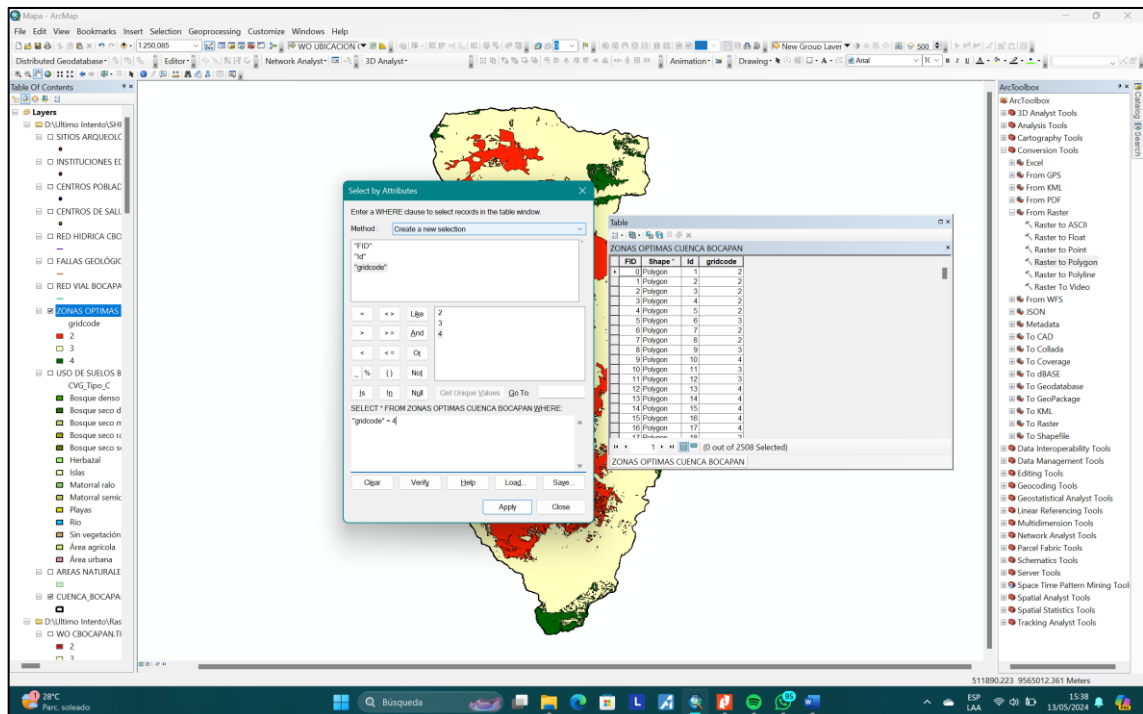 Mapa - ArcMap
File Edit View Bookmarks Insert Selection Geoprocessing Customize Windows Help
1:250,085
WO UBICACION (
New Group Layer
500
Distributed Geodatabase
Editor
Network Analyst
3D Analyst
Animation
Drawing
Arial
Table Of Contents
Layers
D:\Ultimo Intento\SHI
SITIOS ARQUEOLÓ
INSTITUCIONES ED
CENTROS POBLAD
CENTROS DE SALU
RED HIDRICA CBO
FALLAS GEOLÓGIC
RED VIAL BOCAPA
ZONAS OPTIMAS
gridcode
2
3
4
USO DE SUELOS B
CVG_Tipo_C
Bosque denso
Bosque seco d
Bosque seco m
Bosque seco ra
Bosque seco s
Herbazal
Islas
Matorral ralo
Matorral semic
Playas
Rio
Sin vegetación
Área agrícola
Área urbana
AREAS NATURALE
CUENCA_BOCAPA
D:\Ultimo Intento\Ras
WO CBOCAPAN.TI
2
3
Select by Attributes
Enter a WHERE clause to select records in the table window.
Method : Create a new selection
"FID"
"Id"
"gridcode"
= < > Like
> > = And
< < = Or
_ % ( ) Not
Is In Null
2
3
4
Get Unique Values Go To:
SELECT * FROM ZONAS OPTIMAS CUENCA BOCAPAN WHERE:
"gridcode" = 4
Clear Verify Help Load... Save...
Apply Close
Table
ZONAS OPTIMAS CUENCA BOCAPAN
FID Shape * Id gridcode
0 Polygon 1 2
1 Polygon 2 2
2 Polygon 3 2
3 Polygon 4 2
4 Polygon 5 2
5 Polygon 6 3
6 Polygon 7 2
7 Polygon 8 2
8 Polygon 9 3
9 Polygon 10 4
10 Polygon 11 3
11 Polygon 12 3
12 Polygon 13 4
13 Polygon 14 4
14 Polygon 15 4
15 Polygon 16 4
16 Polygon 17 4
17 Polygon 18 2
1 (0 out of 2508 Selected)
ZONAS OPTIMAS CUENCA BOCAPAN
ArcToolbox
ArcToolbox
3D Analyst Tools
Analysis Tools
Cartography Tools
Conversion Tools
Excel
From GPS
From KML
From PDF
From Raster
Raster to ASCII
Raster to Float
Raster to Point
Raster to Polygon
Raster to Polyline
Raster To Video
From WFS
JSON
Metadata
To CAD
To Collada
To Coverage
To dBASE
To Geodatabase
To GeoPackage
To KML
To Raster
To Shapefile
Data Interoperability Tools
Data Management Tools
Editing Tools
Geocoding Tools
Geostatistical Analyst Tools
Linear Referencing Tools
Multidimension Tools
Network Analyst Tools
Parcel Fabric Tools
Schematics Tools
Server Tools
Space Time Pattern Mining Tool
Spatial Analyst Tools
Spatial Statistics Tools
Tracking Analyst Tools
Catalog
Search
511890.223 9565012.361 Meters
1
28°C
Parc. soleado
Búsqueda
95
ESP
LAA
15:38
13/05/2024